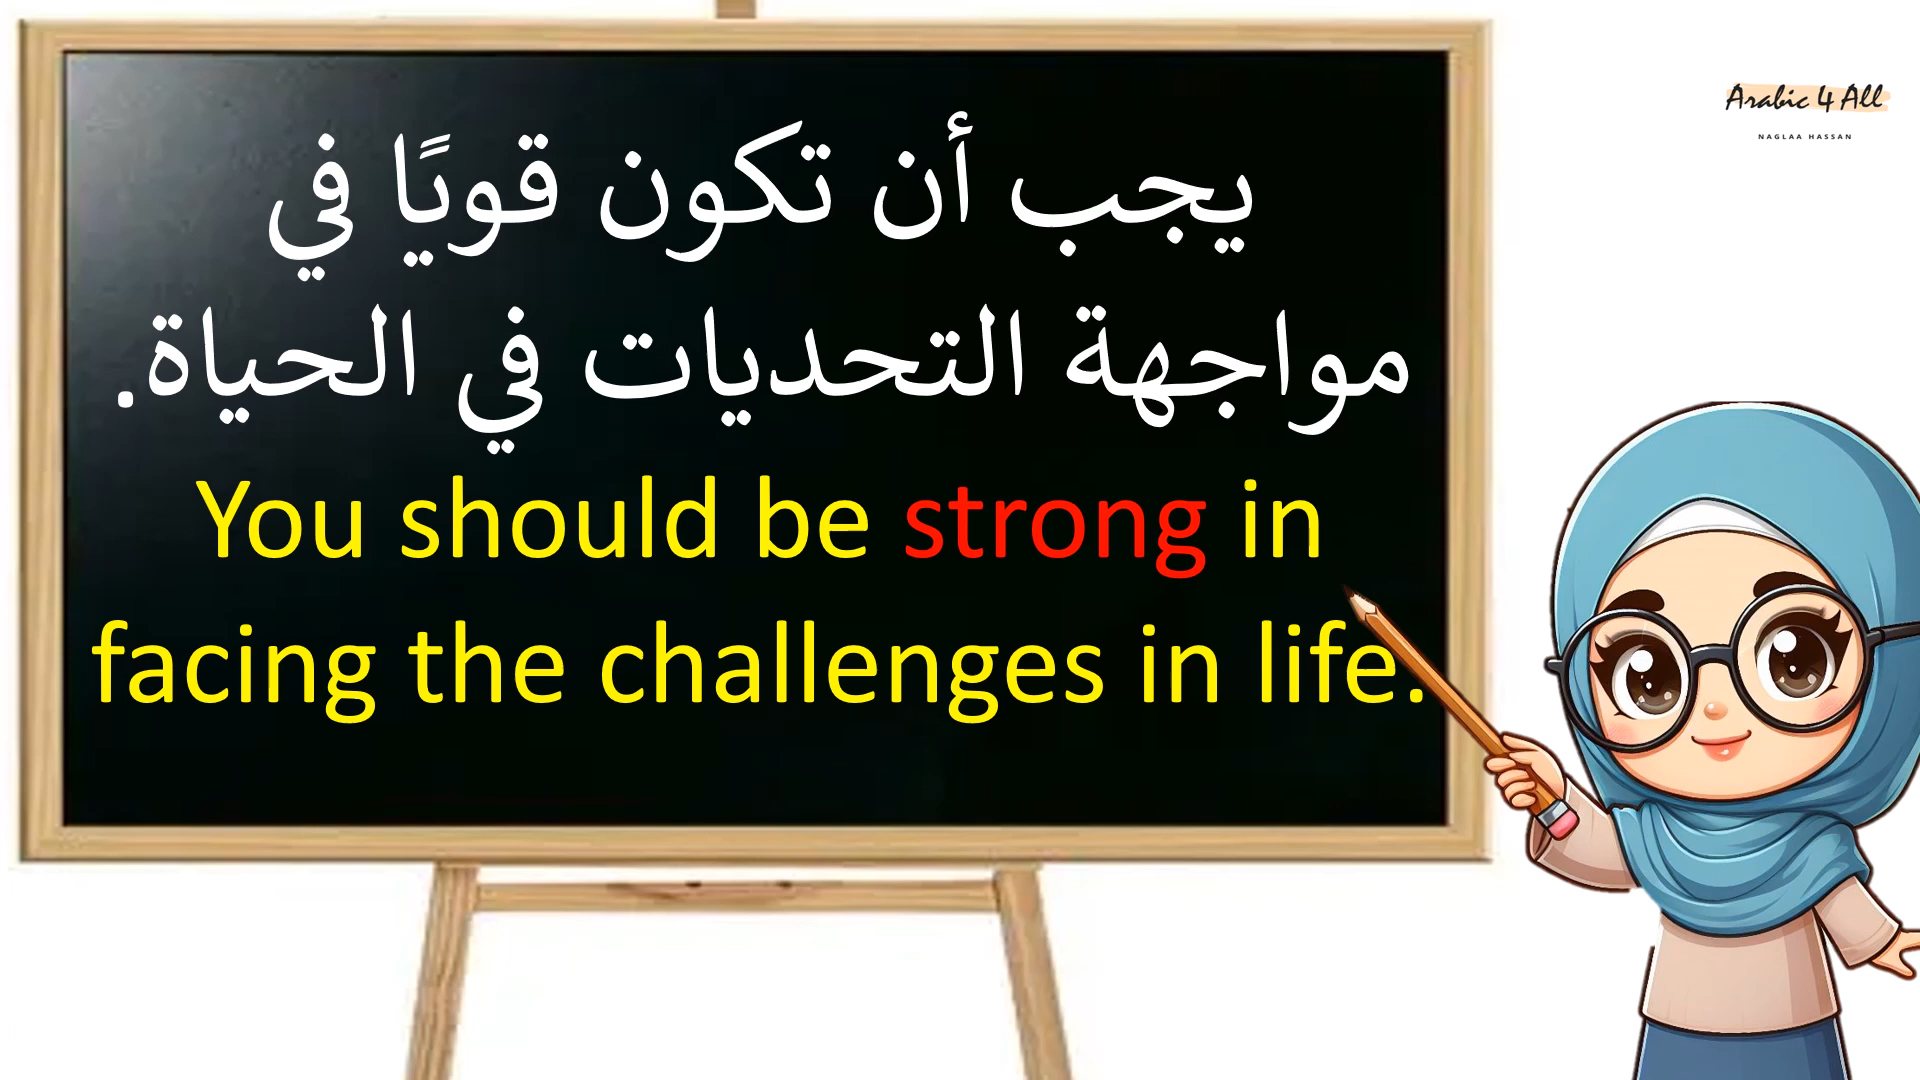 Arabic 4 All
NAGLAA HASSAN
يجب أن تكون قويًا في
مواجهة التحديات في الحياة.
You should be strong in
facing the challenges in life.